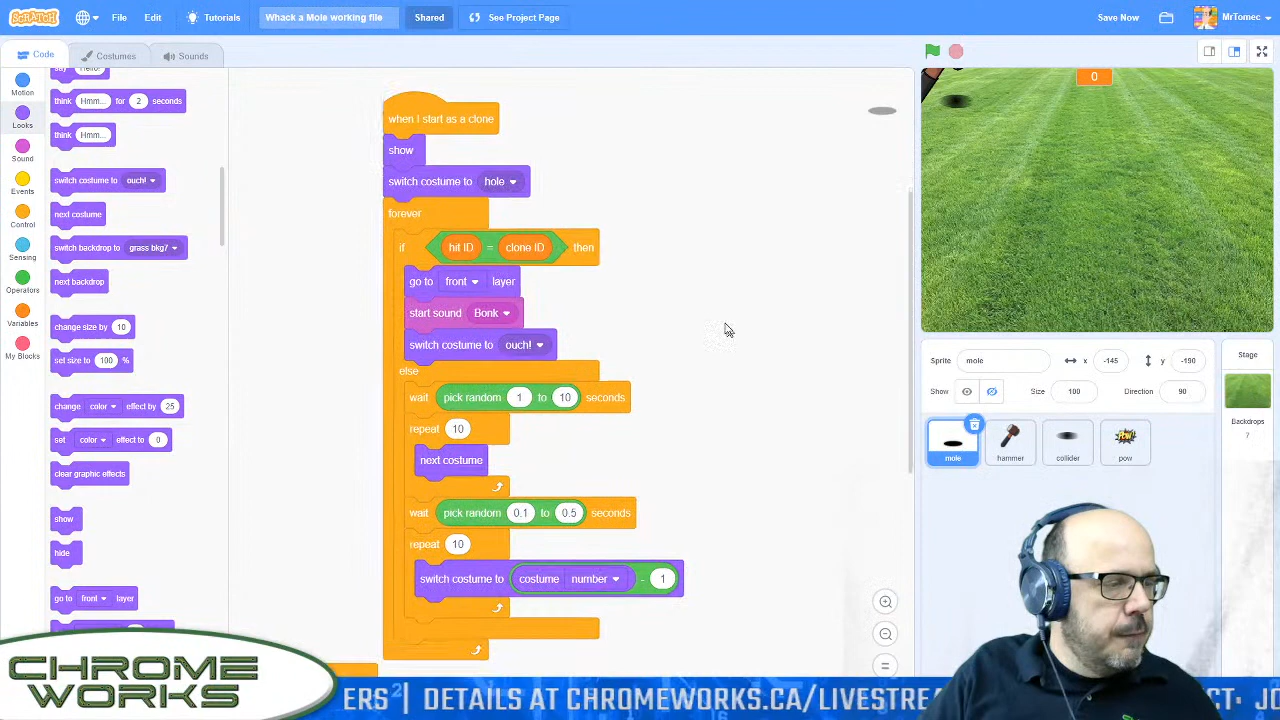 SCRATCH
File
Edit
Tutorials
Whack a Mole working file
Shared
See Project Page
Save Now
MrTomec
Code
Costumes
Sounds
Motion
Looks
Sound
Events
Control
Sensing
Operators
Variables
My Blocks
think Hmm... for 2 seconds
think Hmm...
switch costume to ouch!
next costume
switch backdrop to grass bkg7
next backdrop
change size by 10
set size to 100 %
change color effect by 25
set color effect to 0
clear graphic effects
show
hide
go to front layer
when I start as a clone
show
switch costume to hole
forever
if hit ID = clone ID then
go to front layer
start sound Bonk
switch costume to ouch!
else
wait pick random 1 to 10 seconds
repeat 10
next costume
wait pick random 0.1 to 0.5 seconds
repeat 10
switch costume to costume number - 1
0
Sprite mole x -145 y -190
Show Size 100 Direction 90
Stage
Backdrops
7
mole
hammer
collider
pow
CHROME
WORKS
ERS | DETAILS AT CHROMEWORKS.CA/LIVESTRE
CT: JO